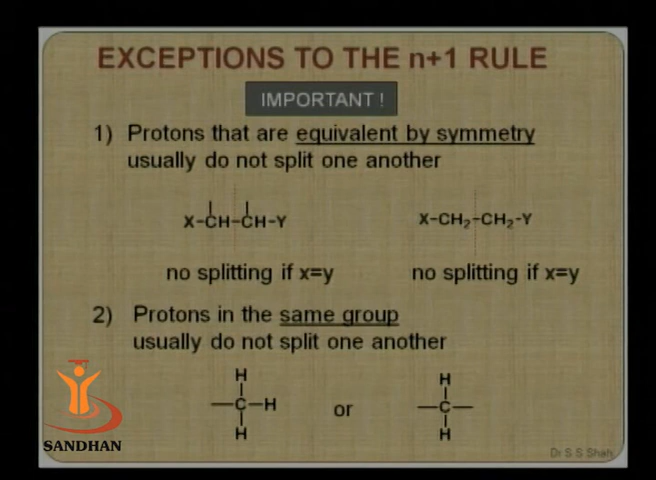 EXCEPTIONS TO THE n+1 RULE
IMPORTANT !
1) Protons that are equivalent by symmetry
usually do not split one another
X-CH-CH-Y
X-CH₂-CH₂-Y
no splitting if x=y
no splitting if x=y
2) Protons in the same group
usually do not split one another
H
—C—H
H
or
H
—C—
H
SANDHAN
Dr S S Shah